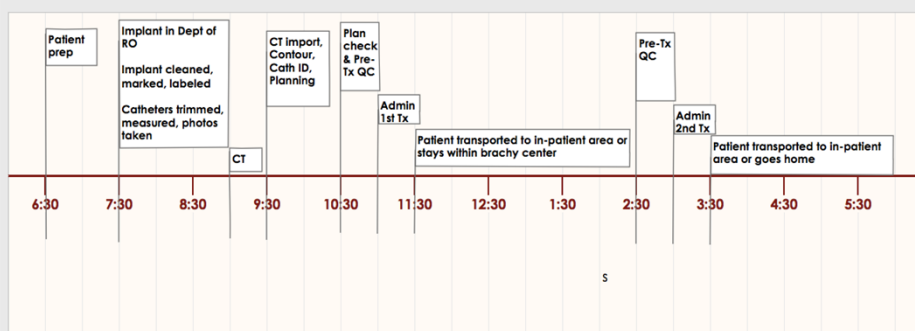 Patient
prep
Implant in Dept of
RO
Implant cleaned,
marked, labeled
Catheters trimmed,
measured, photos
taken
CT
CT import,
Contour,
Cath ID,
Planning
Plan
check
& Pre-
Tx QC
Admin
1st Tx
Patient transported to in-patient area or
stays within brachy center
Pre-Tx
QC
Admin
2nd Tx
Patient transported to in-patient
area or goes home
6:30 7:30 8:30 9:30 10:30 11:30 12:30 1:30 2:30 3:30 4:30 5:30
s